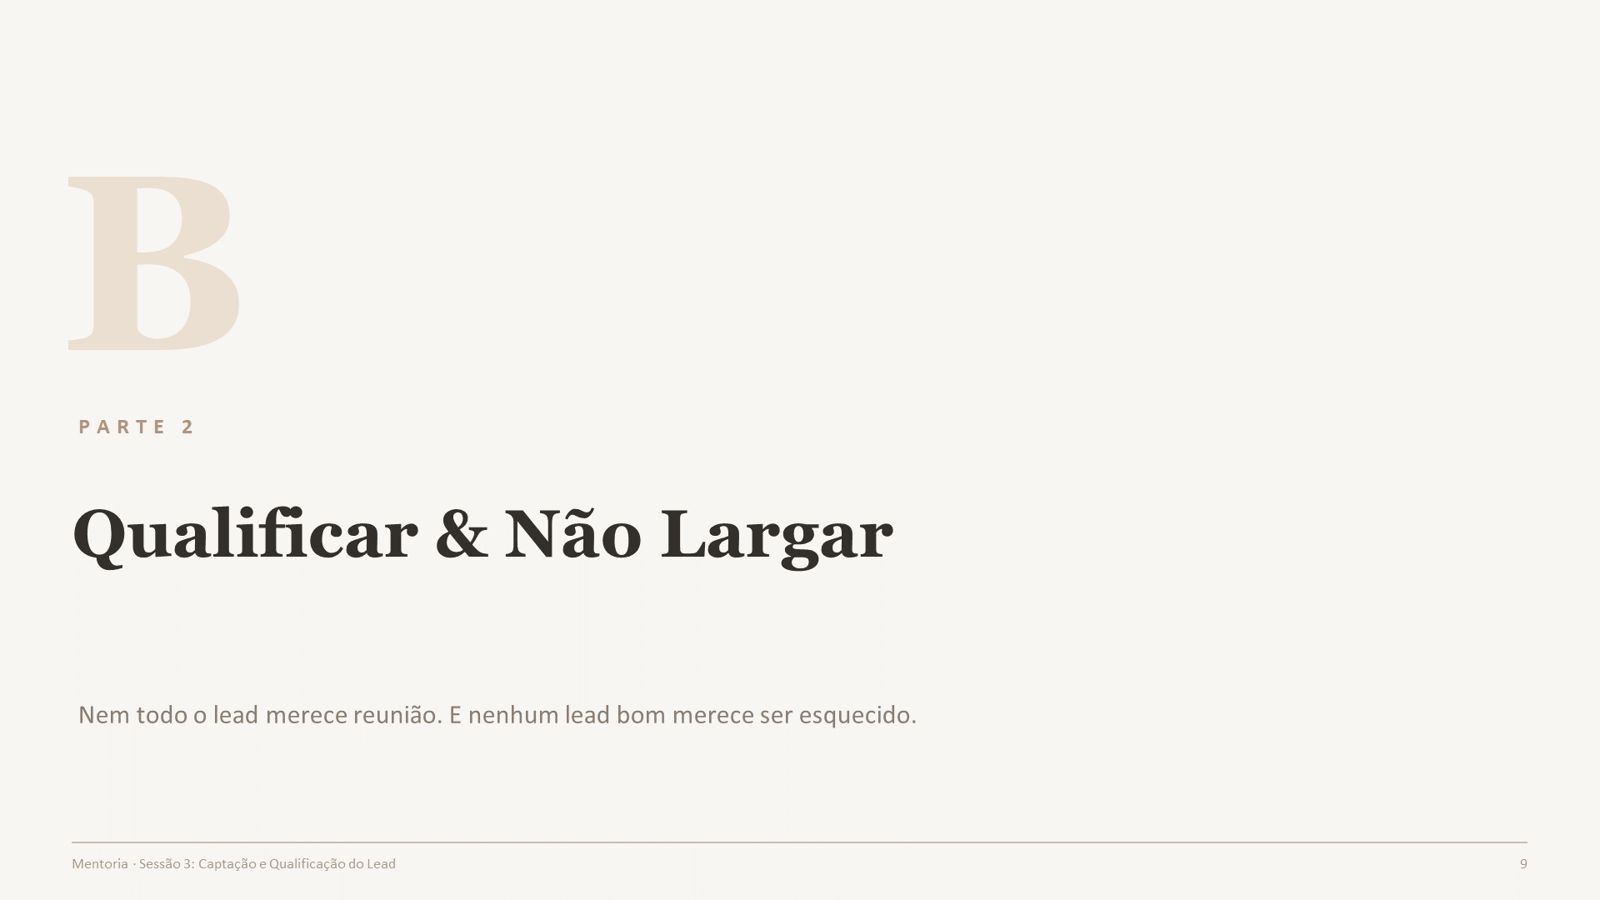 B
PARTE 2
Qualificar & Não Largar
Nem todo o lead merece reunião. E nenhum lead bom merece ser esquecido.
Mentoria · Sessão 3: Captação e Qualificação do Lead
9